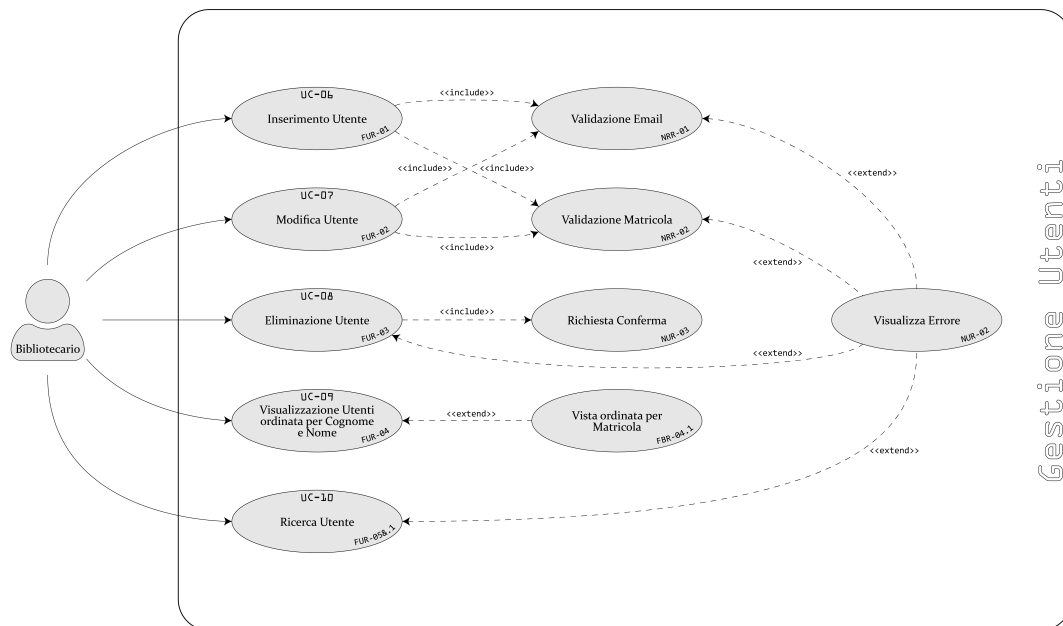 UC-06
Inserimento Utente
FUR-01
<<include>>
Validazione Email
NRR-01
<<include>>
<<include>>
<<extend>>
UC-07
Modifica Utente
FUR-02
<<include>>
Validazione Matricola
NRR-02
<<extend>>
Bibliotecario
UC-08
Eliminazione Utente
FUR-03
<<include>>
Richiesta Conferma
NUR-03
Visualizza Errore
NUR-02
<<extend>>
UC-09
Visualizzazione Utenti
ordinata per Cognome
e Nome
FUR-04
<<extend>>
Vista ordinata per
Matricola
FBR-04.1
<<extend>>
UC-10
Ricerca Utente
FUR-05&.1
Gestione Utenti